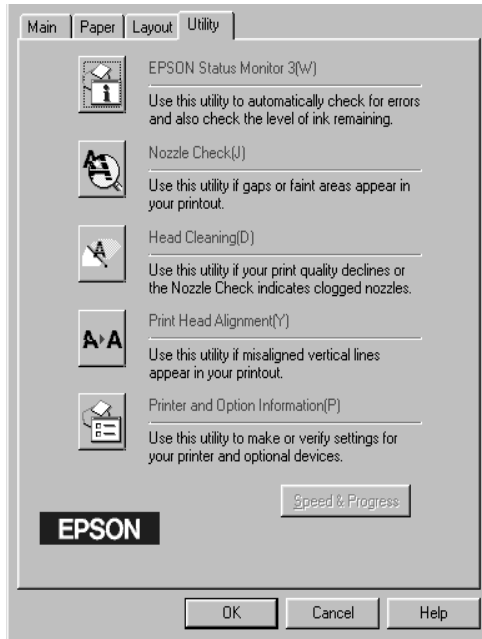 Main Paper Layout Utility
EPSON Status Monitor 3(W)
Use this utility to automatically check for errors
and also check the level of ink remaining.
Nozzle Check(J)
Use this utility if gaps or faint areas appear in
your printout.
Head Cleaning(D)
Use this utility if your print quality declines or
the Nozzle Check indicates clogged nozzles.
Print Head Alignment(Y)
A A
Use this utility if misaligned vertical lines
appear in your printout.
Printer and Option Information(P)
Use this utility to make or verify settings for
your printer and optional devices.
Speed & Progress
EPSON
OK Cancel Help